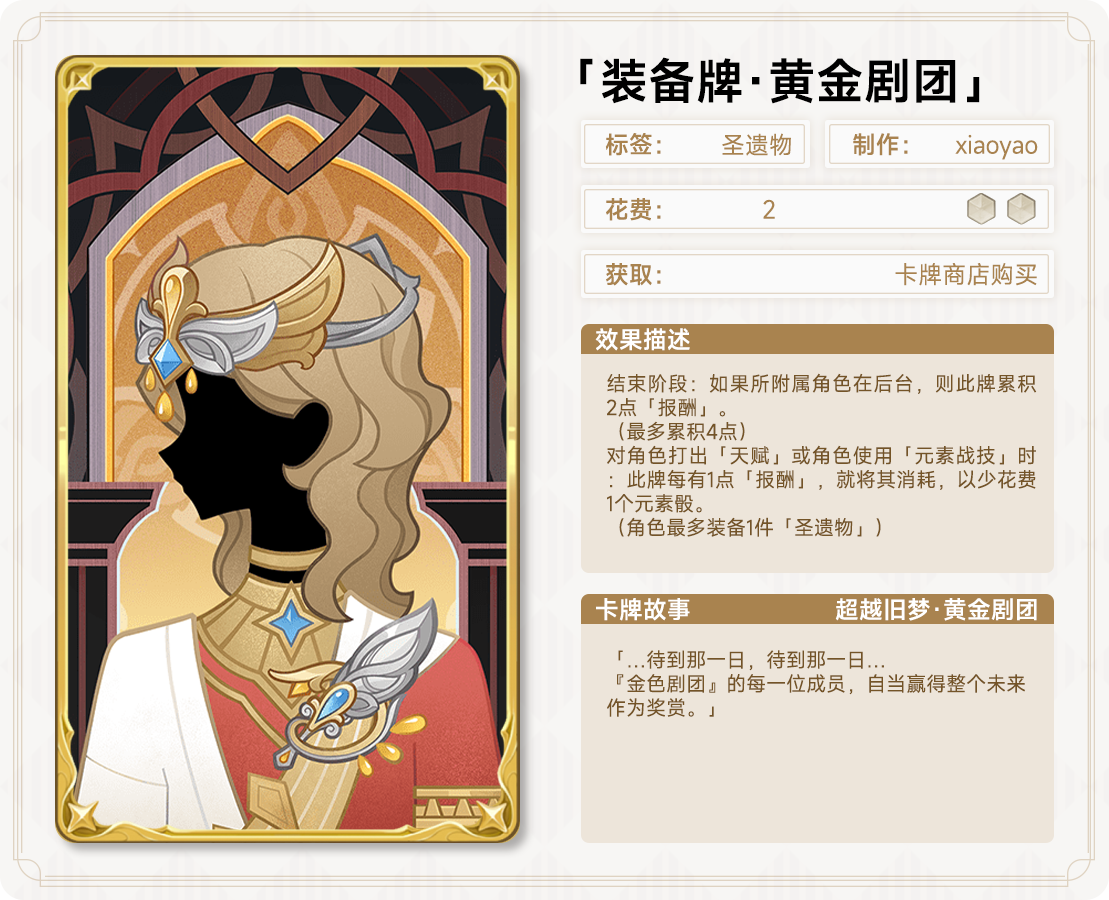 「装备牌·黄金剧团」
标签： 圣遗物
制作： xiaoyao
花费： 2
获取： 卡牌商店购买
效果描述
结束阶段：如果所附属角色在后台，则此牌累积
2点「报酬」。
（最多累积4点）
对角色打出「天赋」或角色使用「元素战技」时
：此牌每有1点「报酬」，就将其消耗，以少花费
1个元素骰。
（角色最多装备1件「圣遗物」）
卡牌故事 超越旧梦·黄金剧团
「…待到那一日，待到那一日…
『金色剧团』的每一位成员，自当赢得整个未来
作为奖赏。」